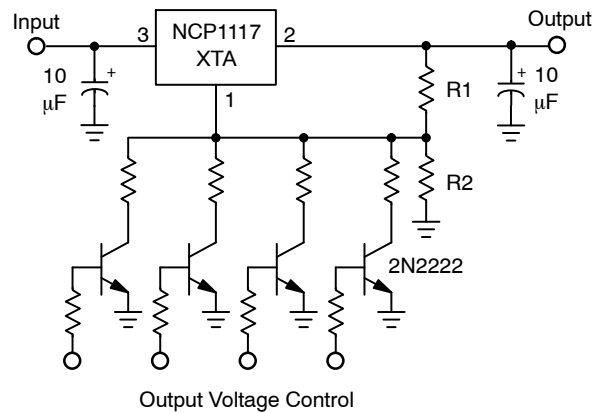 Input
Output
3
NCP1117
XTA
2
10
+
μF
+
10
μF
1
R1
R2
2N2222
Output Voltage Control